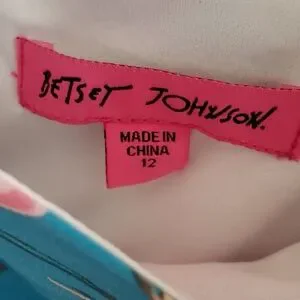 BETSEY JOHNSON.
MADE IN
CHINA
12